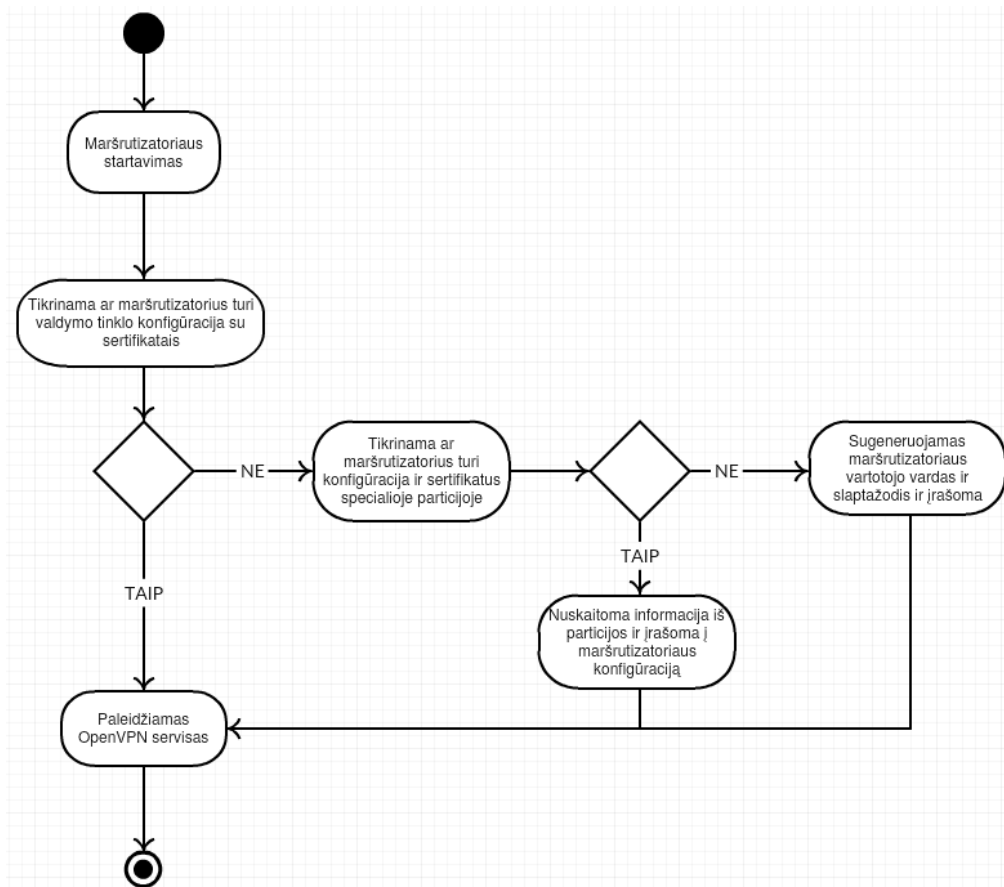 Maršrutizatoriaus
startavimas
Tikrinama ar maršrutizatorius turi
valdymo tinklo konfigūracija su
sertifikatais
NE
Tikrinama ar
maršrutizatorius turi
konfigūracija ir sertifikatus
specialioje particijoje
NE
Sugeneruojamas
maršrutizatoriaus
vartotojo vardas ir
slaptažodis ir įrašoma
TAIP
TAIP
Nuskaitoma informacija iš
particijos ir įrašoma į
maršrutizatoriaus
konfigūraciją
Paleidžiamas
OpenVPN servisas